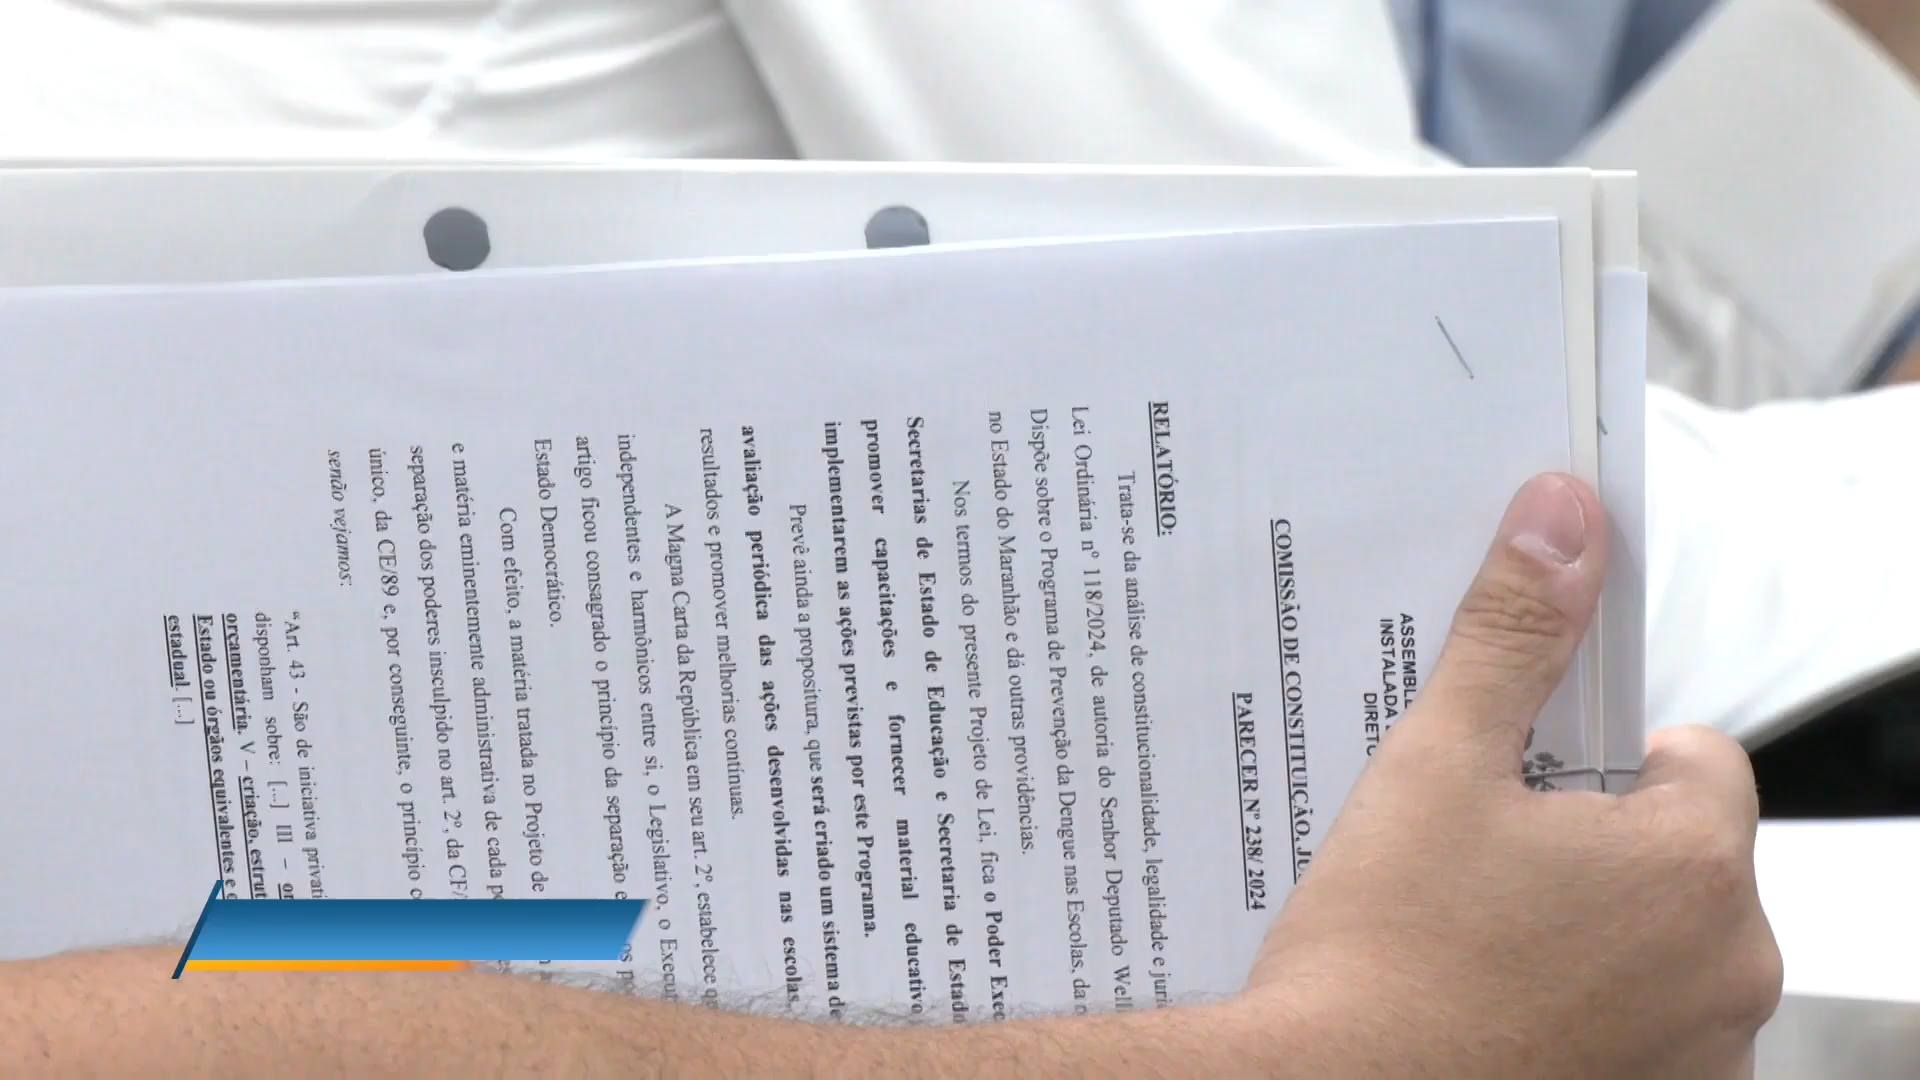 ASSEMBL
INSTALADA
DIRETO
COMISSÃO DE CONSTITUIÇÃO, JU
PARECER Nº 238/ 2024
RELATÓRIO:
Trata-se da análise de constitucionalidade, legalidade e juri
Lei Ordinária nº 118/2024, de autoria do Senhor Deputado Well
Dispõe sobre o Programa de Prevenção da Dengue nas Escolas, da
no Estado do Maranhão e dá outras providências.
Nos termos do presente Projeto de Lei, fica o Poder Exec
Secretarias de Estado de Educação e Secretaria de Estado
promover capacitações e fornecer material educativo
implementarem as ações previstas por este Programa.
Prevê ainda a propositura, que será criado um sistema de
avaliação periódica das ações desenvolvidas nas escolas,
resultados e promover melhorias contínuas.
A Magna Carta da República em seu art. 2º, estabelece q
independentes e harmônicos entre si, o Legislativo, o Execu
artigo ficou consagrado o princípio da separação e os p
Estado Democrático.
Com efeito, a matéria tratada no Projeto de
e matéria eminentemente administrativa de cada p
separação dos poderes insculpido no art. 2º, da CF/
único, da CE/89 e, por conseguinte, o princípio
senão vejamos:
“Art. 43 - São de iniciativa privati
disponham sobre: [...] III – or
orçamentária. V – criação, estrut
Estado ou órgãos equivalentes e
estadual. [...]